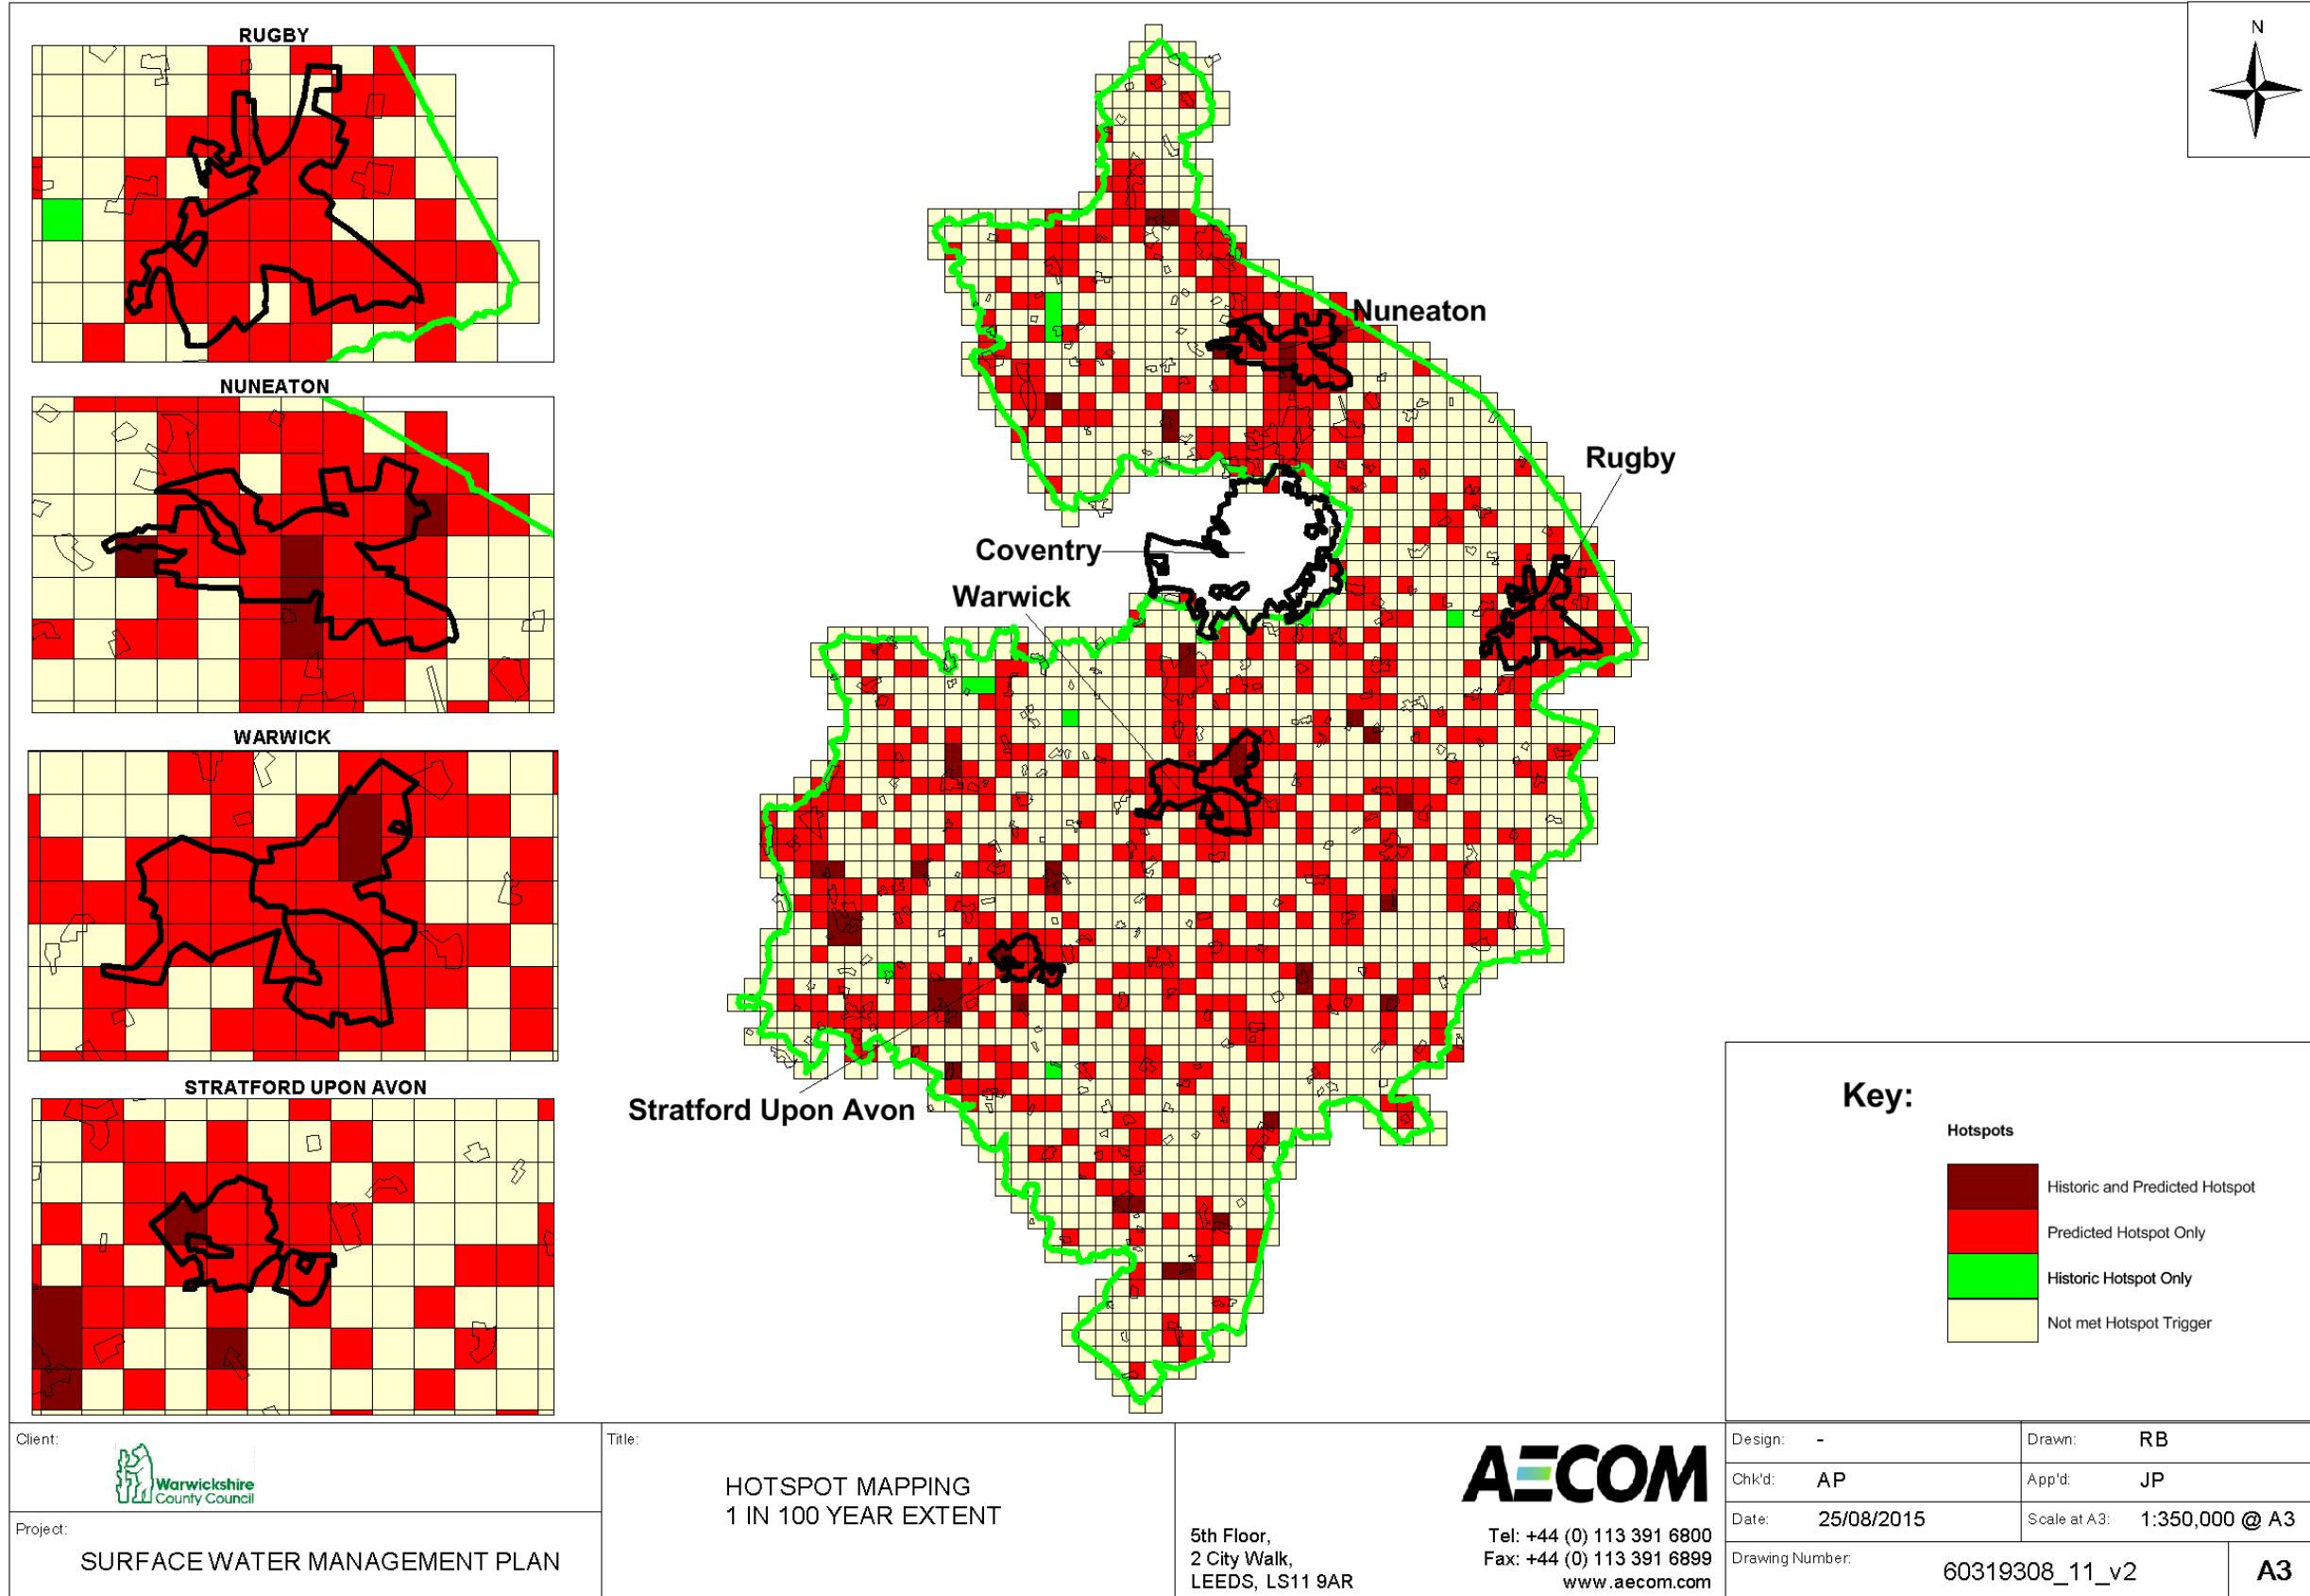 RUGBY
NUNEATON
WARWICK
STRATFORD UPON AVON
N
Nuneaton
Rugby
Coventry
Warwick
Stratford Upon Avon
Key:
Hotspots
Historic and Predicted Hotspot
Predicted Hotspot Only
Historic Hotspot Only
Not met Hotspot Trigger
Client:
Warwickshire
County Council
Project:
SURFACE WATER MANAGEMENT PLAN
Title:
HOTSPOT MAPPING
1 IN 100 YEAR EXTENT
AECOM
5th Floor,
2 City Walk,
LEEDS, LS11 9AR
Tel: +44 (0) 113 391 6800
Fax: +44 (0) 113 391 6899
www.aecom.com
Design: -
Drawn: RB
Chk'd: AP
App'd: JP
Date: 25/08/2015
Scale at A3: 1:350,000 @ A3
Drawing Number: 60319308_11_v2
A3